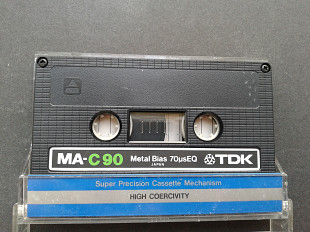 A
MA-C90 Metal Bias 70μsEQ TDK
JAPAN
Super Precision Cassette Mechanism
HIGH COERCIVITY